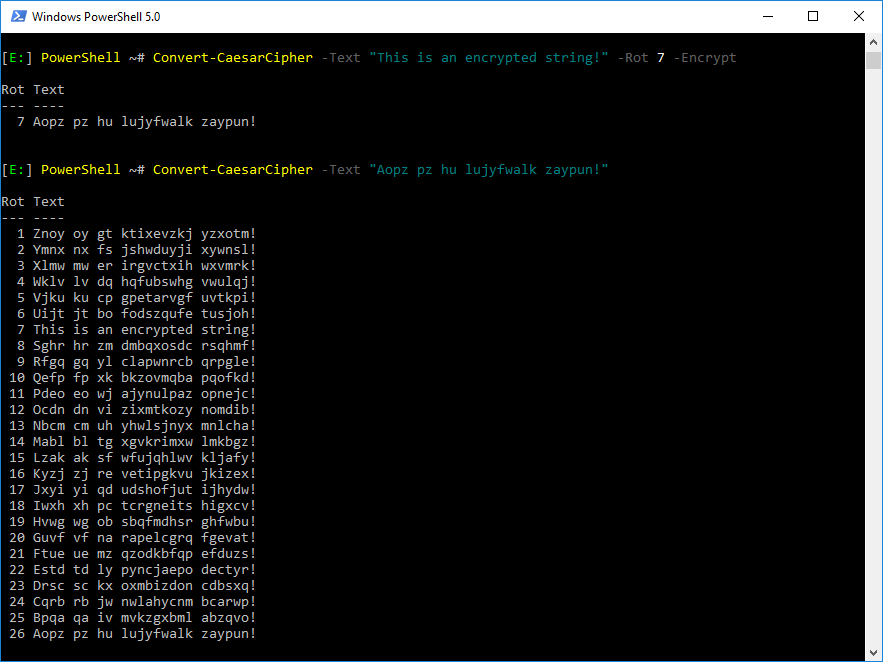 Windows PowerShell 5.0
[E:] PowerShell ~# Convert-CaesarCipher -Text "This is an encrypted string!" -Rot 7 -Encrypt
Rot Text
--- ----
7 Aopz pz hu lujyfwalk zaypun!
[E:] PowerShell ~# Convert-CaesarCipher -Text "Aopz pz hu lujyfwalk zaypun!"
Rot Text
--- ----
1 Znoy oy gt ktixevzkj yzxotm!
2 Ymnx nx fs jshwduyji xywnsl!
3 Xlmw mw er irgvctxih wxvmrk!
4 Wklv lv dq hqfubswhg vwulqj!
5 Vjku ku cp gpetarvgf uvtkpi!
6 Uijt jt bo fodszqufe tusjoh!
7 This is an encrypted string!
8 Sghr hr zm dmbqxosdc rsqhmf!
9 Rfgq gq yl clapwnrcb qrpgle!
10 Qefp fp xk bkzovmqba pqofkd!
11 Pdeo eo wj ajynulpaz opnejc!
12 Ocdn dn vi zixmtkozy nomdib!
13 Nbcm cm uh yhwlsjnyx mnlcha!
14 Mabl bl tg xgvkrimxw lmkbgz!
15 Lzak ak sf wfujqhlwv kljafy!
16 Kyzj zj re vetipgkvu jkizex!
17 Jxyi yi qd udshofjut ijhydw!
18 Iwxh xh pc tcrgneits higxcv!
19 Hvwg wg ob sbqfmdhsr ghfwbu!
20 Guvf vf na rapelcgrq fgevat!
21 Ftue ue mz qzodkbfqp efduzs!
22 Estd td ly pyncjaepo dectyr!
23 Drsc sc kx oxmbizdon cdbsxq!
24 Cqrb rb jw nwlahycnm bcarwp!
25 Bpqa qa iv mvkzgxbml abzqvo!
26 Aopz pz hu lujyfwalk zaypun!